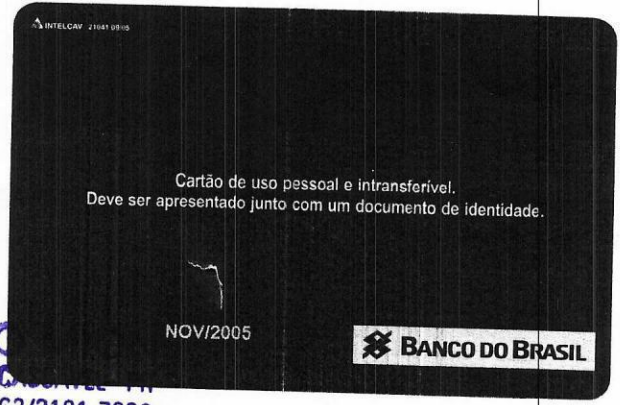 INTELCAV 21041 09/05
Cartão de uso pessoal e intransferível.
Deve ser apresentado junto com um documento de identidade.
NOV/2005
BANCO DO BRASIL